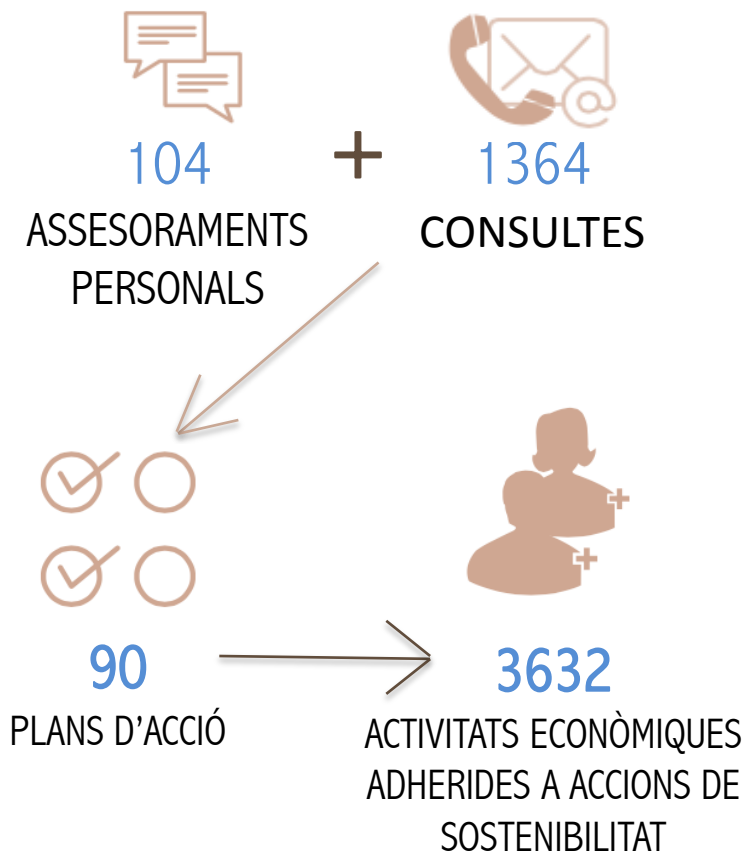 104
+
1364
ASSESORAMENTS
PERSONALS
CONSULTES
90
PLANS D'ACCIÓ
3632
ACTIVITATS ECONÒMIQUES
ADHERIDES A ACCIONS DE
SOSTENIBILITAT